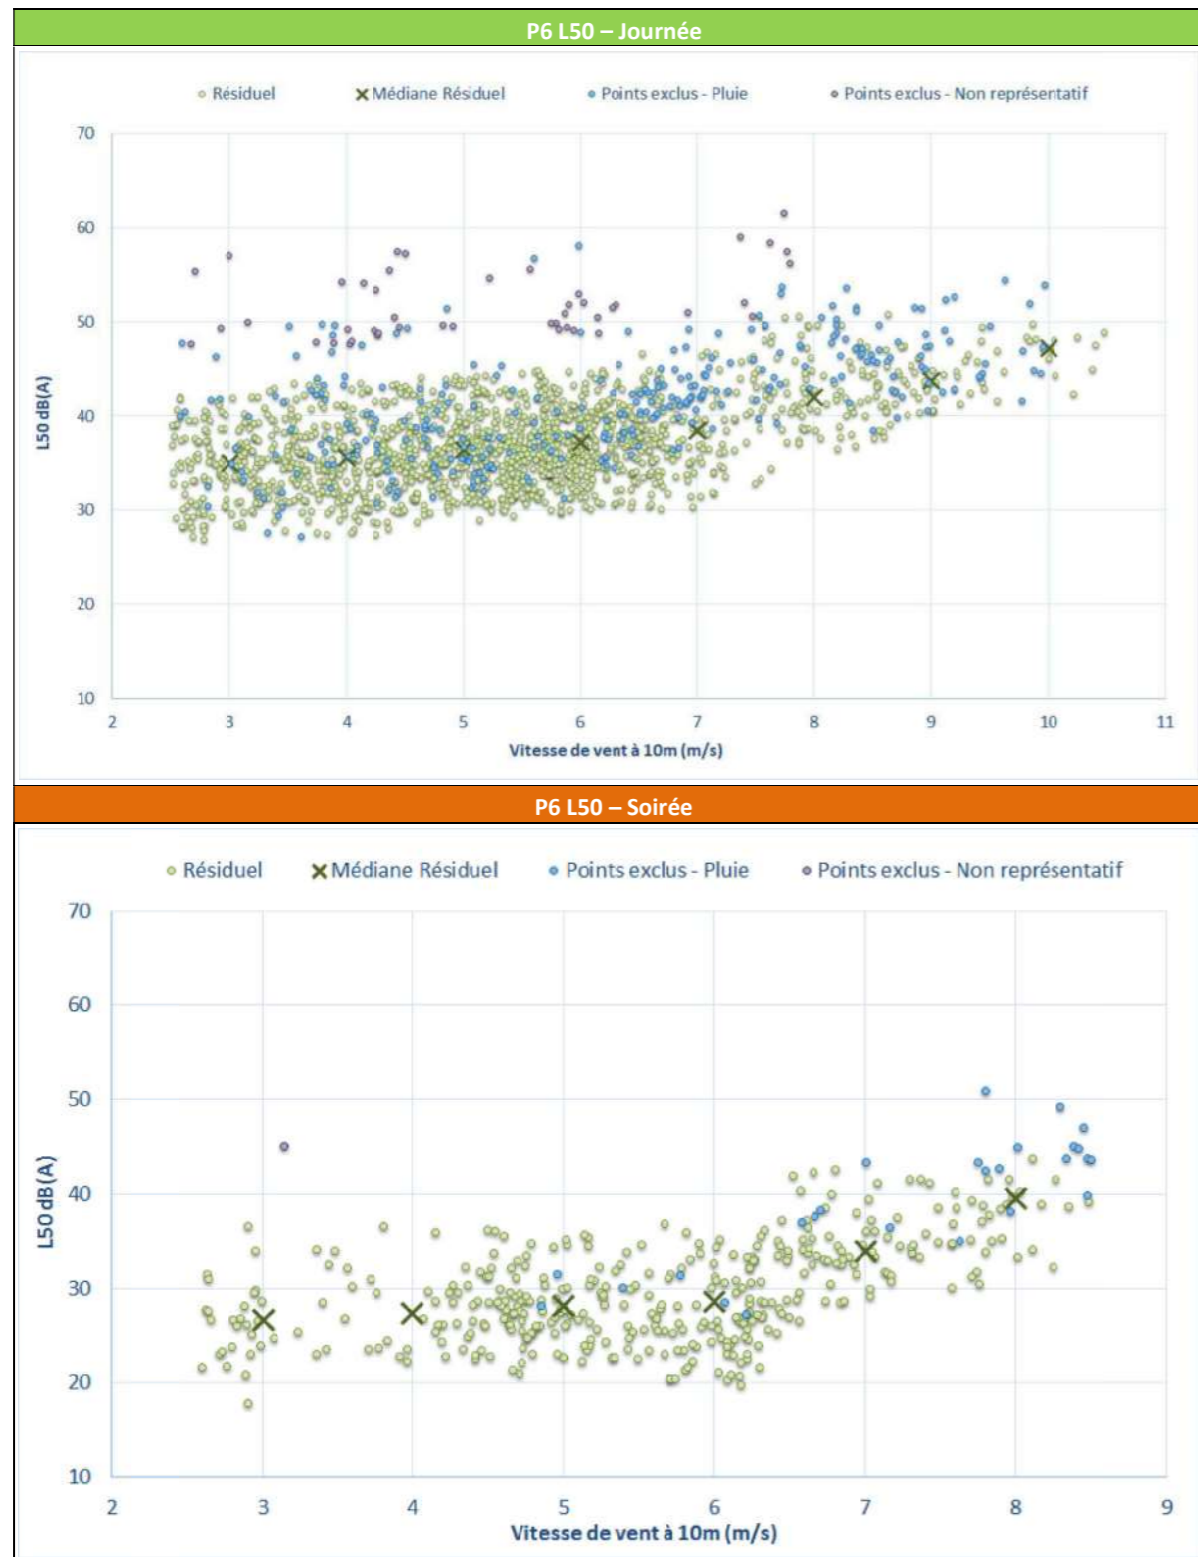 P6 L50 – Journée
Résiduel Médiane Résiduel Points exclus - Pluie Points exclus - Non représentatif
70
60
50
40
30
20
10
L50 dB(A)
2 3 4 5 6 7 8 9 10 11
Vitesse de vent à 10m (m/s)
P6 L50 – Soirée
Résiduel Médiane Résiduel Points exclus - Pluie Points exclus - Non représentatif
70
60
50
40
30
20
10
L50 dB(A)
2 3 4 5 6 7 8 9
Vitesse de vent à 10m (m/s)